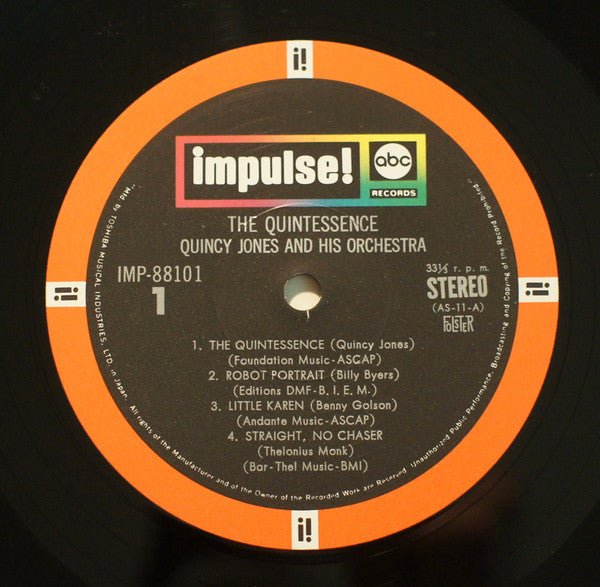 i!
impulse!
abc
RECORDS
THE QUINTESSENCE
QUINCY JONES AND HIS ORCHESTRA
IMP-88101
1
33⅓ r. p. m.
STEREO
(AS-11-A)
FOLSTER
i!
i!
1. THE QUINTESSENCE (Quincy Jones)
(Foundation Music-ASCAP)
2. ROBOT PORTRAIT (Billy Byers)
(Editions DMF-B. I. E. M.)
3. LITTLE KAREN (Benny Golson)
(Andante Music-ASCAP)
4. STRAIGHT, NO CHASER
(Thelonius Monk)
(Bar-Thel Music-BMI)
"Mfd by TOSHIBA MUSICAL INDUSTRIES, LTD. in Japan. All rights of the Manufacturer and of the Owner of the Recorded Work are Reserved. Unauthorized Public Performance, Broadcasting and Copying of the Record Prohibited"
i!